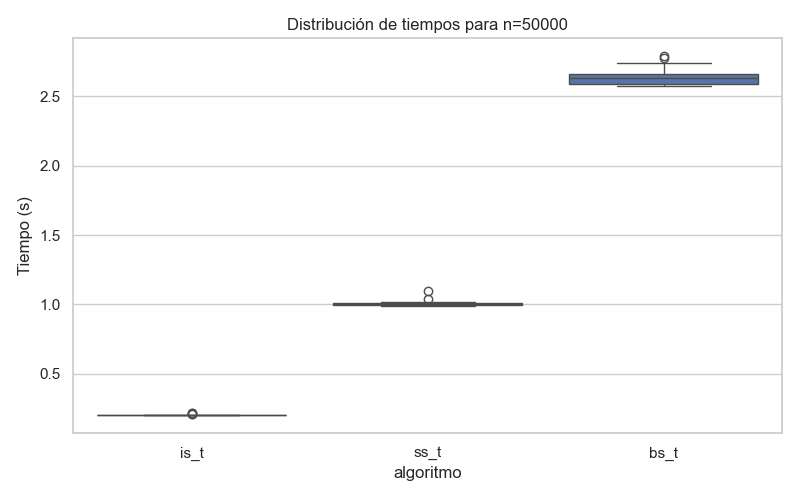 Distribución de tiempos para n=50000
Tiempo (s)
2.5
2.0
1.5
1.0
0.5
is_t
ss_t
bs_t
algoritmo